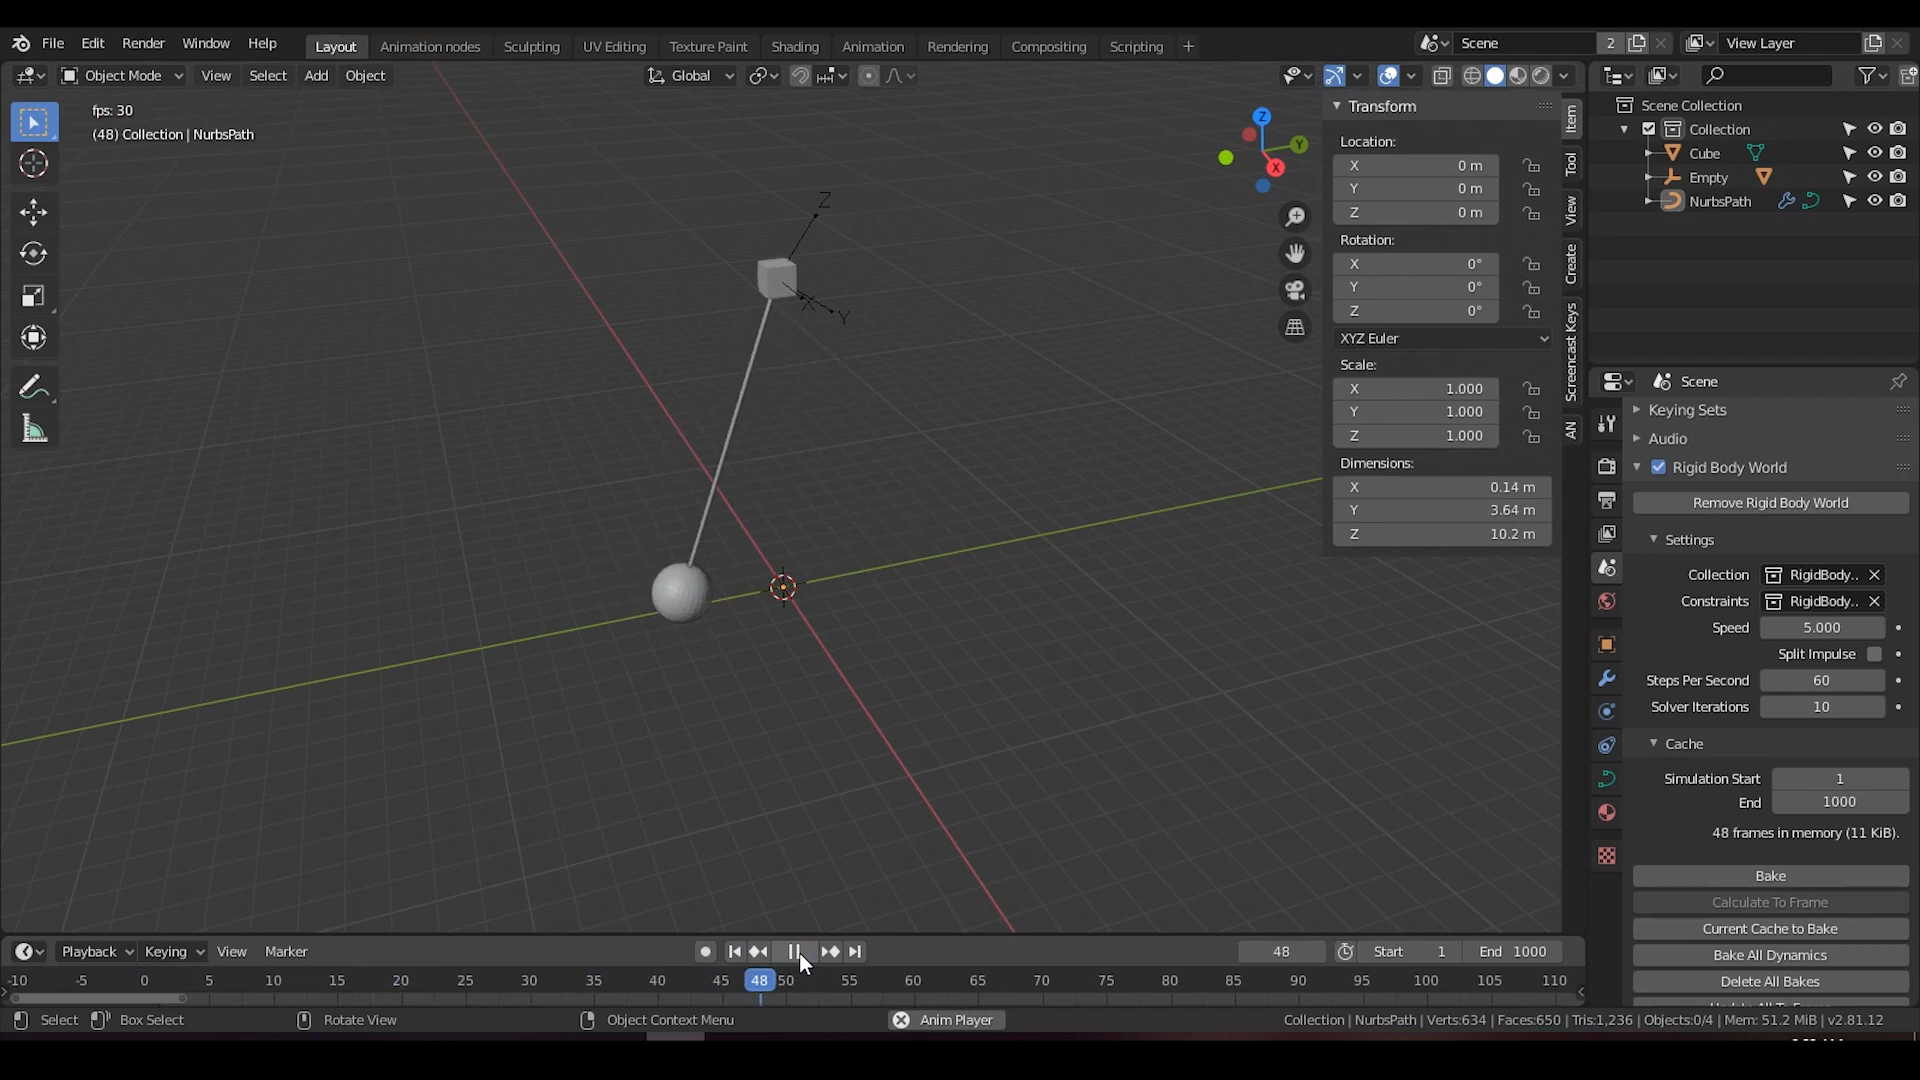 File Edit Render Window Help Layout Animation nodes Sculpting UV Editing Texture Paint Shading Animation Rendering Compositing Scripting + Scene 2 View Layer
Object Mode View Select Add Object Global
fps: 30
(48) Collection | NurbsPath
Z
X
Y
Z
Y
X
Transform
Location:
X 0 m
Y 0 m
Z 0 m
Rotation:
X 0°
Y 0°
Z 0°
XYZ Euler
Scale:
X 1.000
Y 1.000
Z 1.000
Dimensions:
X 0.14 m
Y 3.64 m
Z 10.2 m
Item
Tool
View
Create
Screencast Keys
AN
Scene Collection
Collection
Cube
Empty
NurbsPath
Scene
Keying Sets
Audio
Rigid Body World
Remove Rigid Body World
Settings
Collection RigidBody..
Constraints RigidBody..
Speed 5.000
Split Impulse
Steps Per Second 60
Solver Iterations 10
Cache
Simulation Start 1
End 1000
48 frames in memory (11 KiB).
Bake
Calculate To Frame
Current Cache to Bake
Bake All Dynamics
Delete All Bakes
Playback Keying View Marker 48 Start 1 End 1000
-10 -5 0 5 10 15 20 25 30 35 40 45 48 50 55 60 65 70 75 80 85 90 95 100 105 110
Select Box Select Rotate View Object Context Menu Anim Player Collection | NurbsPath | Verts:634 | Faces:650 | Tris:1,236 | Objects:0/4 | Mem: 51.2 MiB | v2.81.12